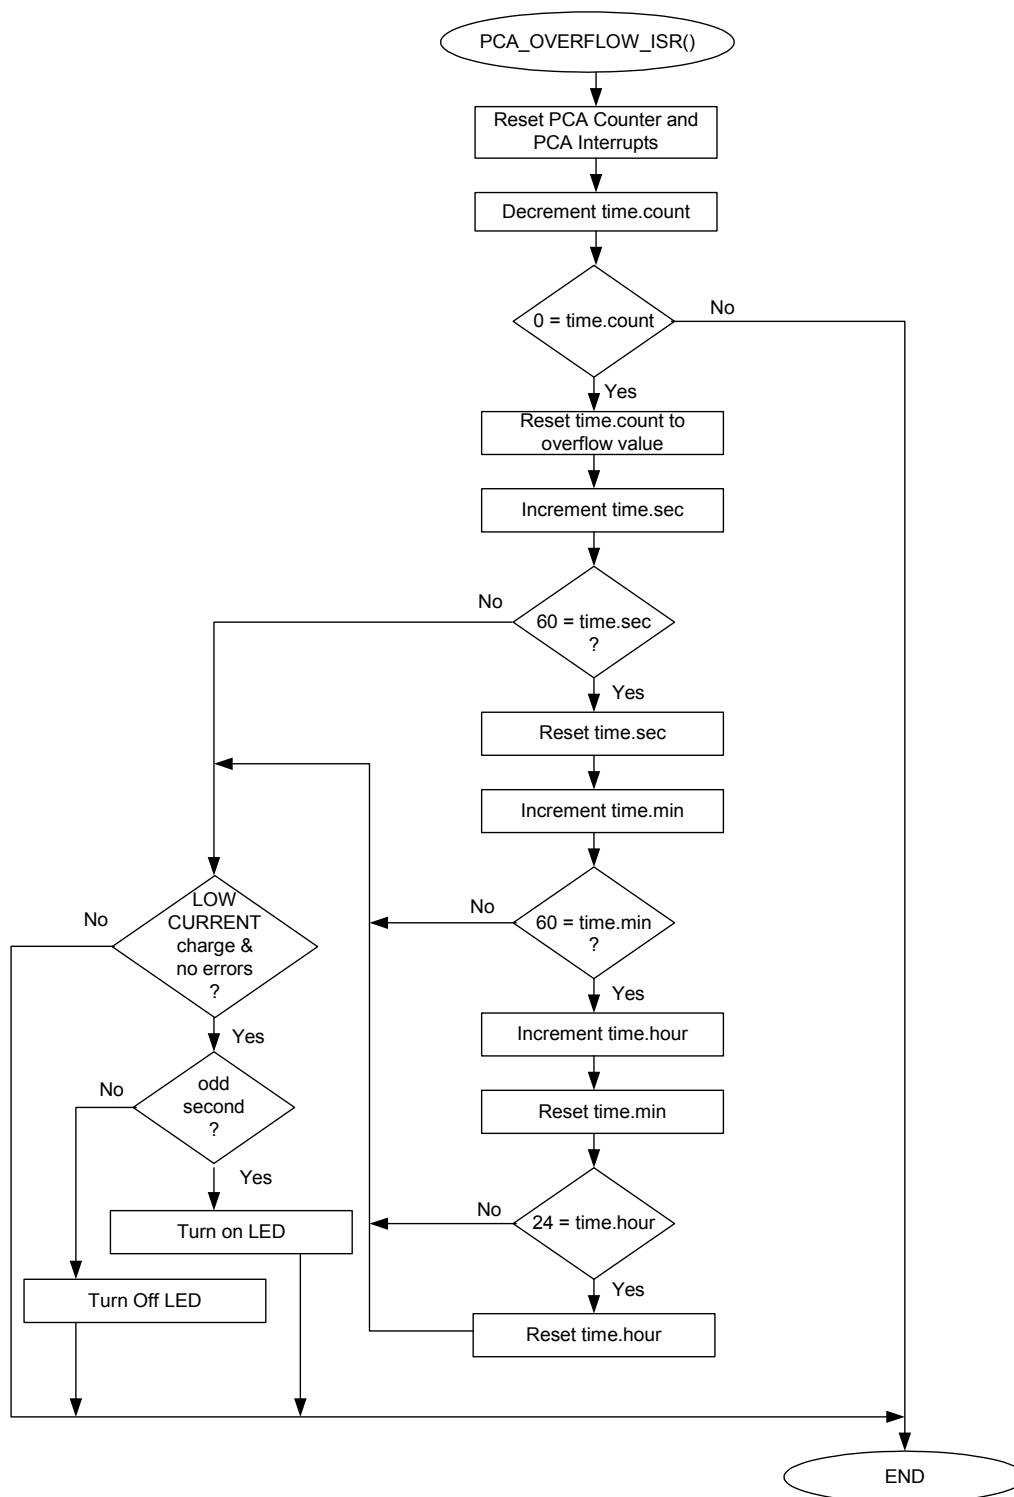 PCA_OVERFLOW_ISR()
Reset PCA Counter and
PCA Interrupts
Decrement time.count
0 = time.count
No
Yes
Reset time.count to
overflow value
Increment time.sec
No
60 = time.sec
?
Yes
Reset time.sec
Increment time.min
LOW
CURRENT
charge &
no errors
?
No
No
60 = time.min
?
Yes
Increment time.hour
Yes
No
odd
second
?
Reset time.min
Yes
Turn on LED
No
24 = time.hour
Yes
Turn Off LED
Reset time.hour
END